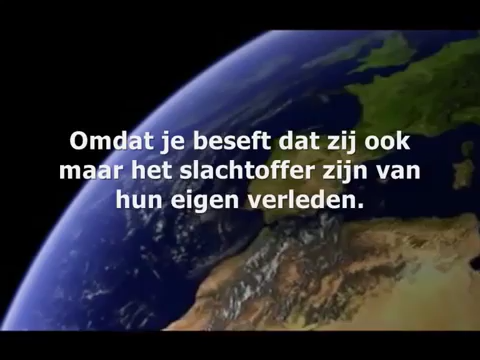 Omdat je beseft dat zij ook
maar het slachtoffer zijn van
hun eigen verleden.